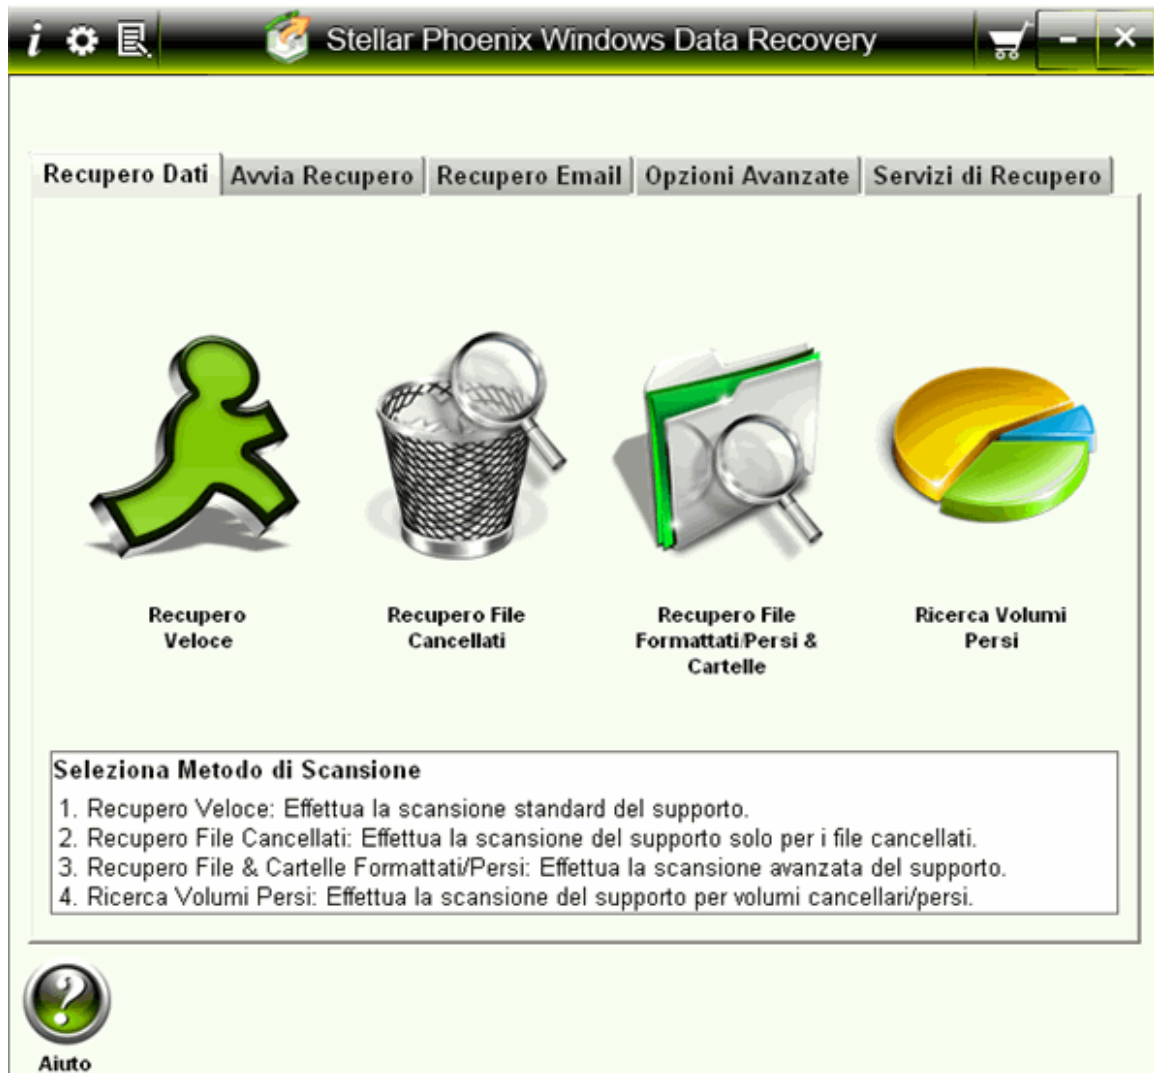 Stellar Phoenix Windows Data Recovery
Recupero Dati
Avvia Recupero
Recupero Email
Opzioni Avanzate
Servizi di Recupero
Recupero
Veloce
Recupero File
Cancellati
Recupero File
Formattati/Persi &
Cartelle
Ricerca Volumi
Persi
Seleziona Metodo di Scansione
1. Recupero Veloce: Effettua la scansione standard del supporto.
2. Recupero File Cancellati: Effettua la scansione del supporto solo per i file cancellati.
3. Recupero File & Cartelle Formattati/Persi: Effettua la scansione avanzata del supporto.
4. Ricerca Volumi Persi: Effettua la scansione del supporto per volumi cancellari/persi.
Aiuto